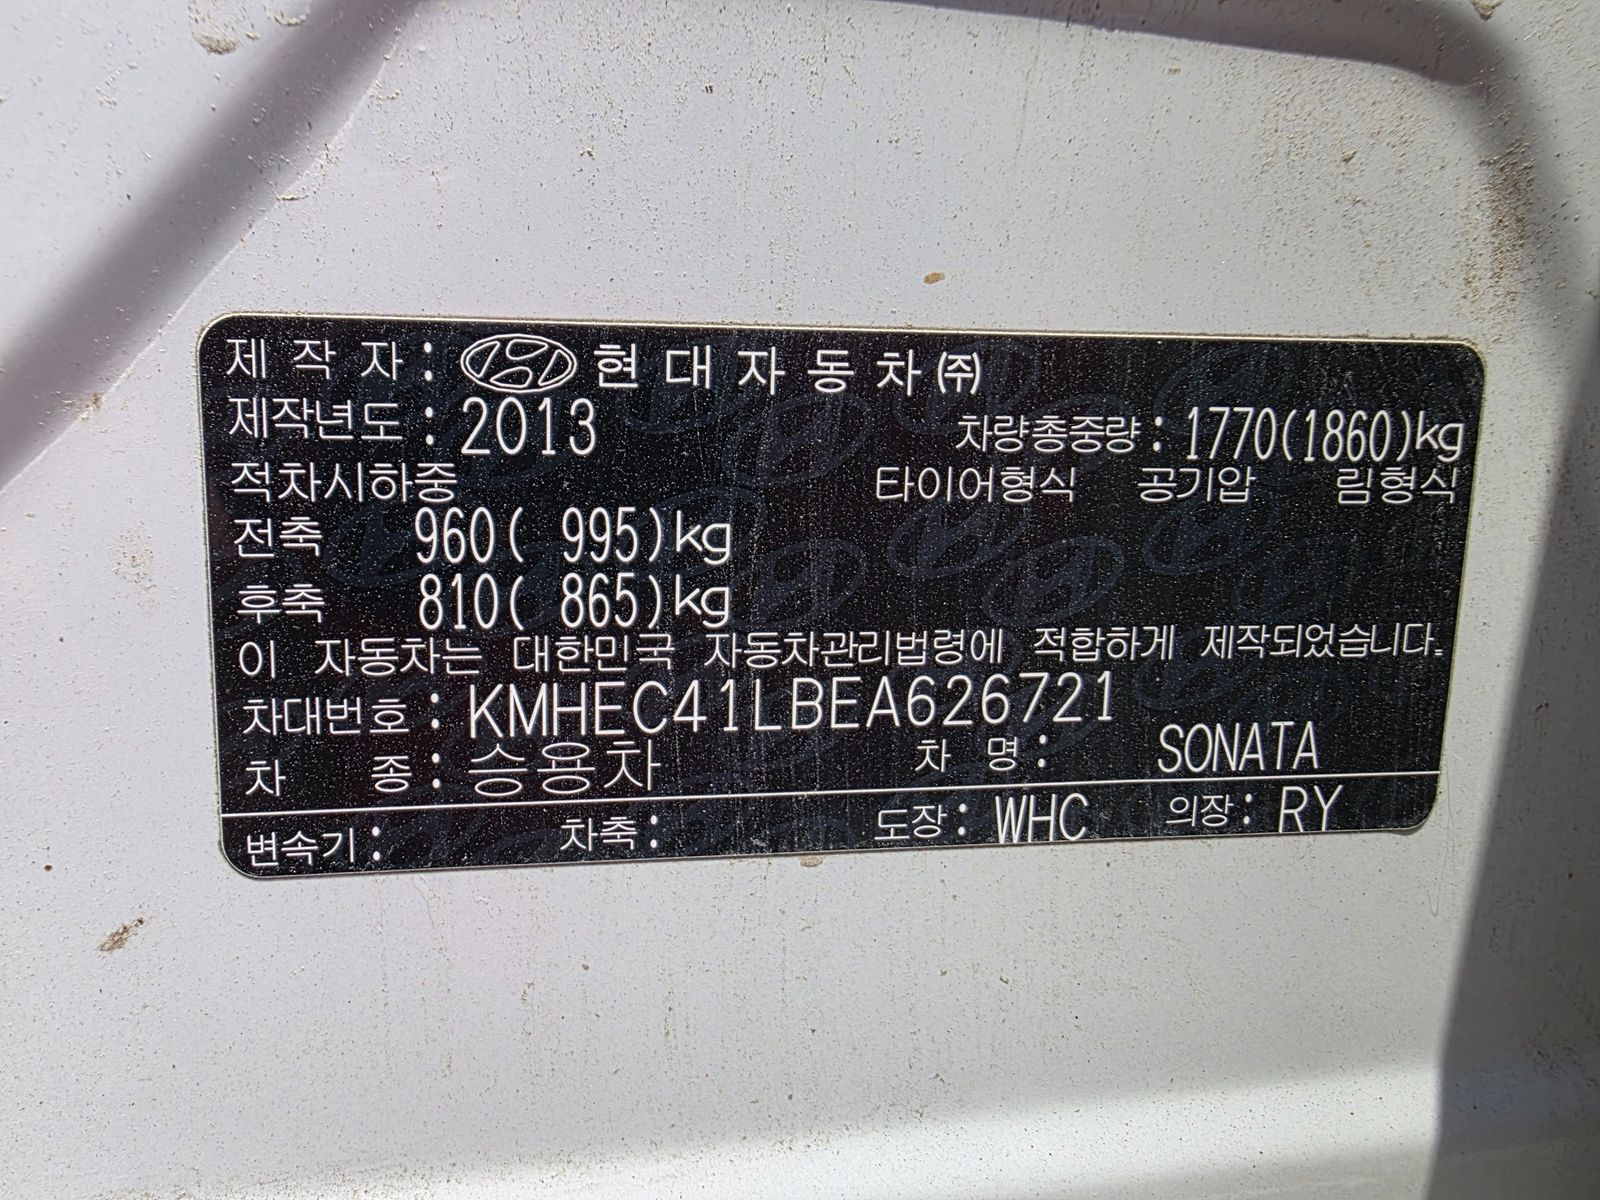 제 작 자 : 현 대 자 동 차 ㈜
제작년도 : 2013 차량총중량 : 1770(1860)kg
적차시하중 타이어형식 공기압 림형식
전축 960( 995)kg
후축 810( 865)kg
이 자동차는 대한민국 자동차관리법령에 적합하게 제작되었습니다.
차대번호 : KMHEC41LBEA626721
차 종 : 승용차 차 명 : SONATA
변속기 : 차축 : 도장 : WHC 의장 : RY